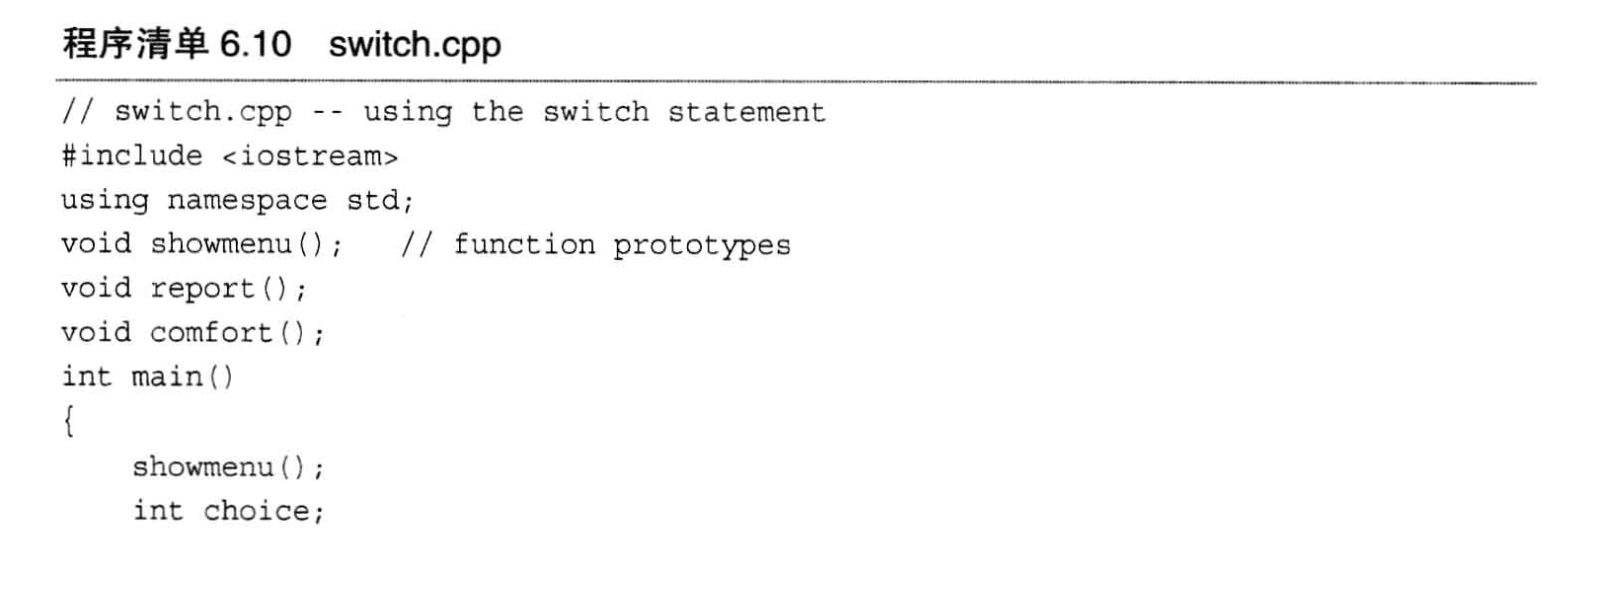 程序清单 6.10 switch.cpp
// switch.cpp -- using the switch statement
#include <iostream>
using namespace std;
void showmenu();   // function prototypes
void report();
void comfort();
int main()
{
    showmenu();
    int choice;